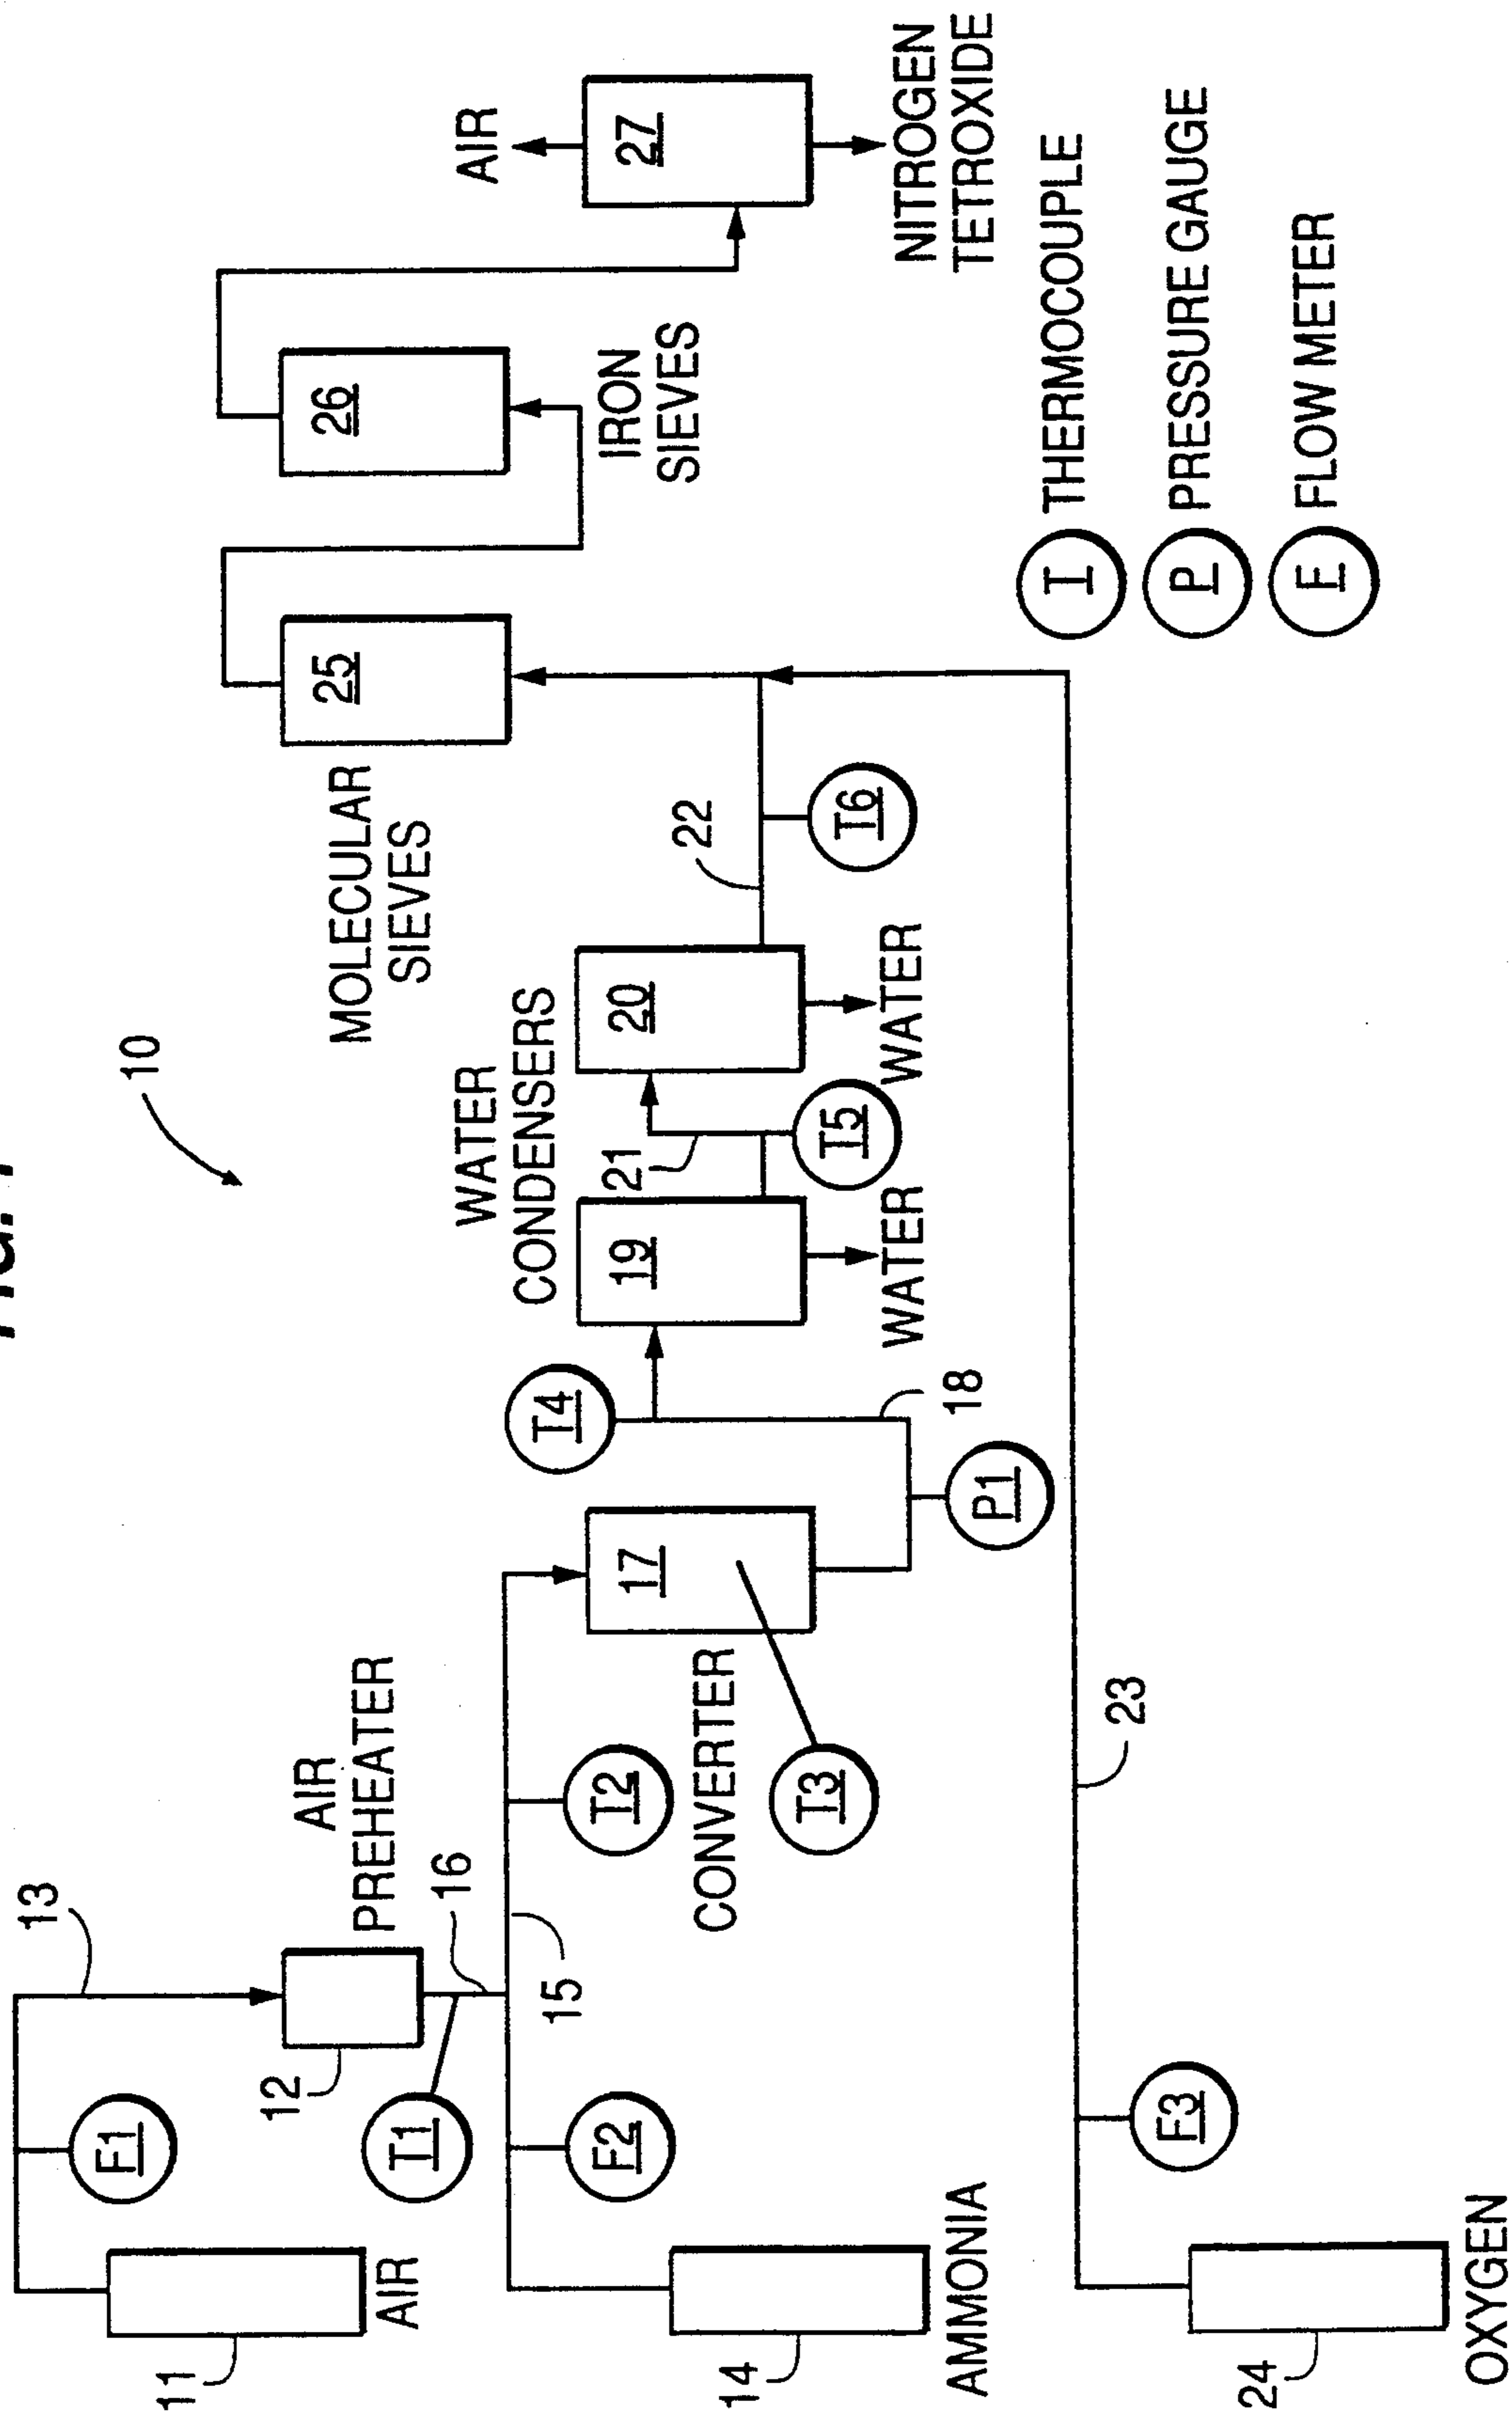 13
10
F1
11
12
AIR
PREHEATER
MOLECULAR
SIEVES
25
26
AIR
T1
16
T4
WATER
CONDENSERS
AIR
15
F2
T2
17
19
21
20
22
27
IRON
SIEVES
14
CONVERTER
T3
T5
T6
WATER
WATER
NITROGEN
TETROXIDE
AMMONIA
P1
18
23
T THERMOCOUPLE
F3
P PRESSURE GAUGE
24
F FLOW METER
OXYGEN